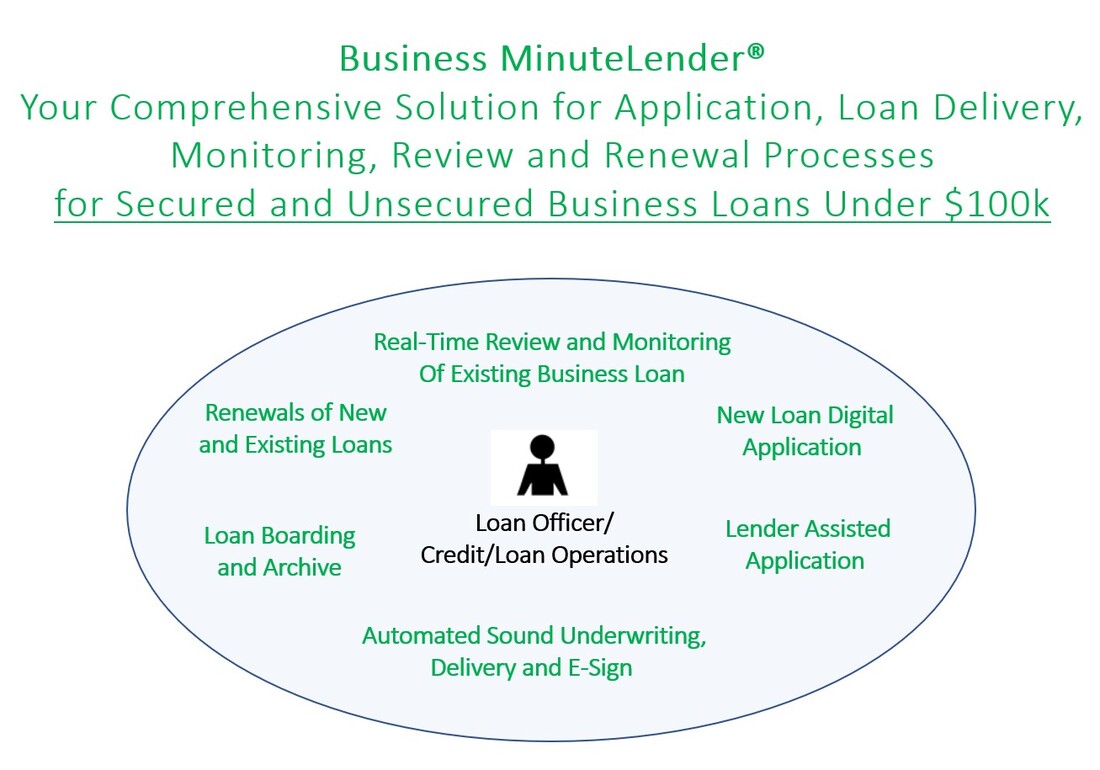 Business MinuteLender®
Your Comprehensive Solution for Application, Loan Delivery,
Monitoring, Review and Renewal Processes
for Secured and Unsecured Business Loans Under $100k
Real-Time Review and Monitoring
Of Existing Business Loan
Renewals of New
and Existing Loans
New Loan Digital
Application
Loan Officer/
Credit/Loan Operations
Loan Boarding
and Archive
Lender Assisted
Application
Automated Sound Underwriting,
Delivery and E-Sign